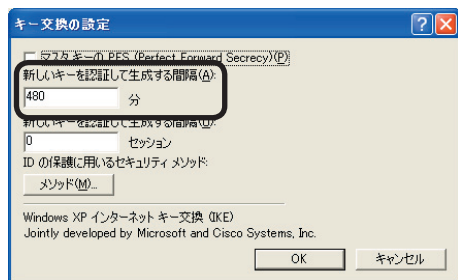 キー交換の設定
マスタ キーの PFS (Perfect Forward Secrecy)(P)
新しいキーを認証して生成する間隔(A):
480 分
新しいキーを認証して生成する間隔(U):
0 セッション
ID の保護に用いるセキュリティ メソッド:
メソッド(M)...
Windows XP インターネット キー交換 (IKE)
Jointly developed by Microsoft and Cisco Systems, Inc.
OK キャンセル